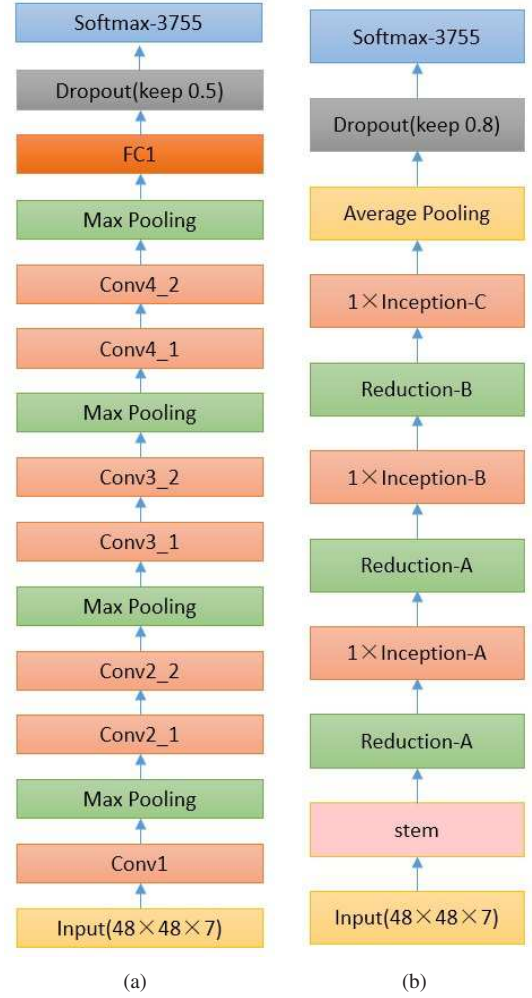 Softmax-3755
Dropout(keep 0.5)
FC1
Max Pooling
Conv4_2
Conv4_1
Max Pooling
Conv3_2
Conv3_1
Max Pooling
Conv2_2
Conv2_1
Max Pooling
Conv1
Input(48×48×7)
(a)
Softmax-3755
Dropout(keep 0.8)
Average Pooling
1×Inception-C
Reduction-B
1×Inception-B
Reduction-A
1×Inception-A
Reduction-A
stem
Input(48×48×7)
(b)